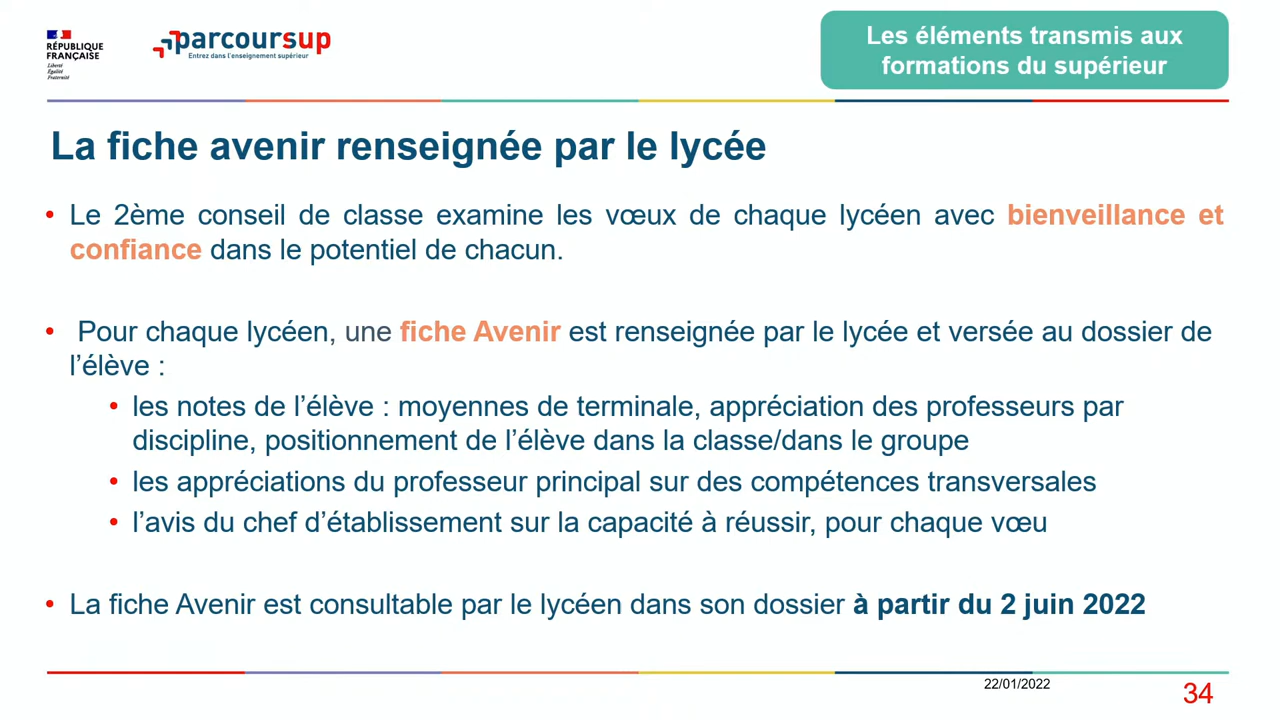 RÉPUBLIQUE
FRANÇAISE
Liberté
Égalité
Fraternité
parcoursup
Entrez dans l'enseignement supérieur
Les éléments transmis aux
formations du supérieur
La fiche avenir renseignée par le lycée
• Le 2ème conseil de classe examine les vœux de chaque lycéen avec bienveillance et
confiance dans le potentiel de chacun.
• Pour chaque lycéen, une fiche Avenir est renseignée par le lycée et versée au dossier de
l’élève :
• les notes de l’élève : moyennes de terminale, appréciation des professeurs par
discipline, positionnement de l’élève dans la classe/dans le groupe
• les appréciations du professeur principal sur des compétences transversales
• l’avis du chef d’établissement sur la capacité à réussir, pour chaque vœu
• La fiche Avenir est consultable par le lycéen dans son dossier à partir du 2 juin 2022
22/01/2022
34